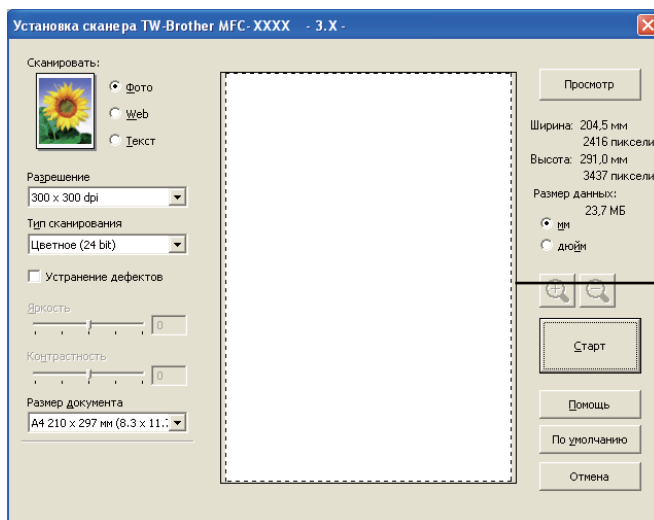 Установка сканера TW-Brother MFC-XXXX - 3.X -
Сканировать:
Фото
Web
Текст
Разрешение
300 x 300 dpi
Тип сканирования
Цветное (24 bit)
Устранение дефектов
Яркость
0
Контрастность
0
Размер документа
A4 210 x 297 мм (8.3 x 11.7
Просмотр
Ширина: 204,5 мм
2416 пиксели
Высота: 291,0 мм
3437 пиксели
Размер данных:
23,7 МБ
мм
дюйм
Старт
Помощь
По умолчанию
Отмена